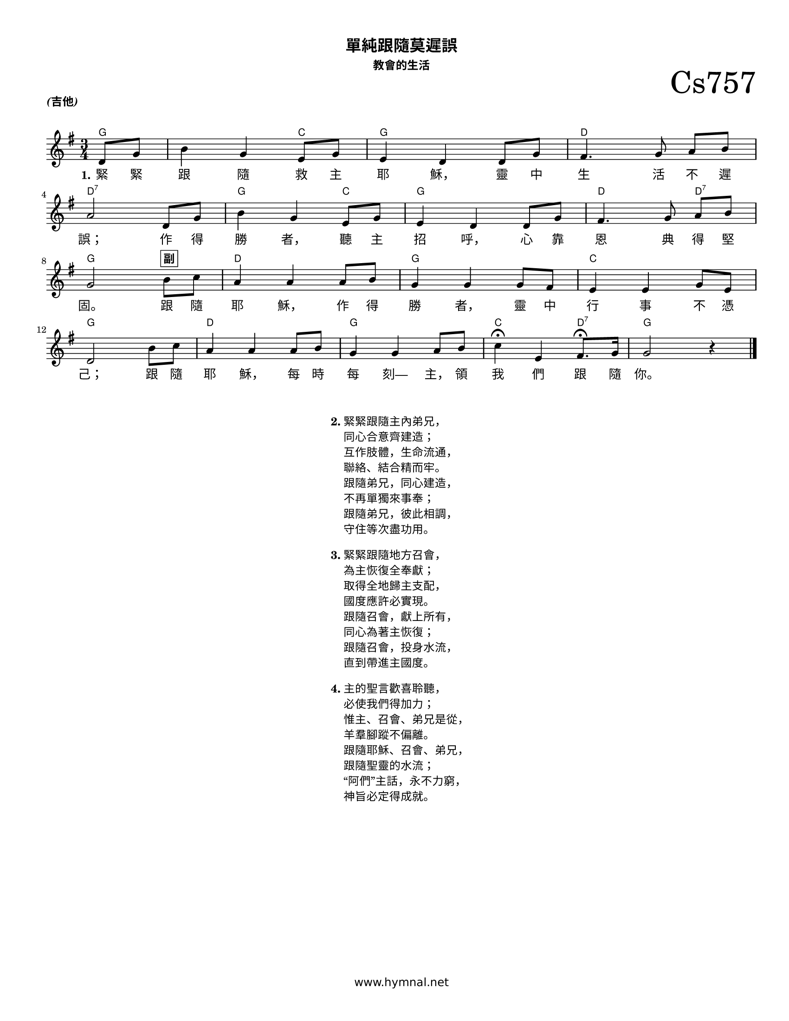 單純跟隨莫遲誤
教會的生活
Cs757
(吉他)
G C G D
1. 緊 緊 跟 隨 救 主 耶 穌， 靈 中 生 活 不 遲
4 D7 G C G D D7
誤； 作 得 勝 者， 聽 主 招 呼， 心 靠 恩 典 得 堅
8 G 副 D G C
固。 跟 隨 耶 穌， 作 得 勝 者， 靈 中 行 事 不 憑
12 G D G C D7 G
己； 跟 隨 耶 穌， 每 時 每 刻— 主，領 我 們 跟 隨 你。
2. 緊緊跟隨主內弟兄，
同心合意齊建造；
互作肢體，生命流通，
聯絡、結合精而牢。
跟隨弟兄，同心建造，
不再單獨來事奉；
跟隨弟兄，彼此相調，
守住等次盡功用。
3. 緊緊跟隨地方召會，
為主恢復全奉獻；
取得全地歸主支配，
國度應許必實現。
跟隨召會，獻上所有，
同心為著主恢復；
跟隨召會，投身水流，
直到帶進主國度。
4. 主的聖言歡喜聆聽，
必使我們得加力；
惟主、召會、弟兄是從，
羊羣腳蹤不偏離。
跟隨耶穌、召會、弟兄，
跟隨聖靈的水流；
“阿們”主話，永不力窮，
神旨必定得成就。
www.hymnal.net